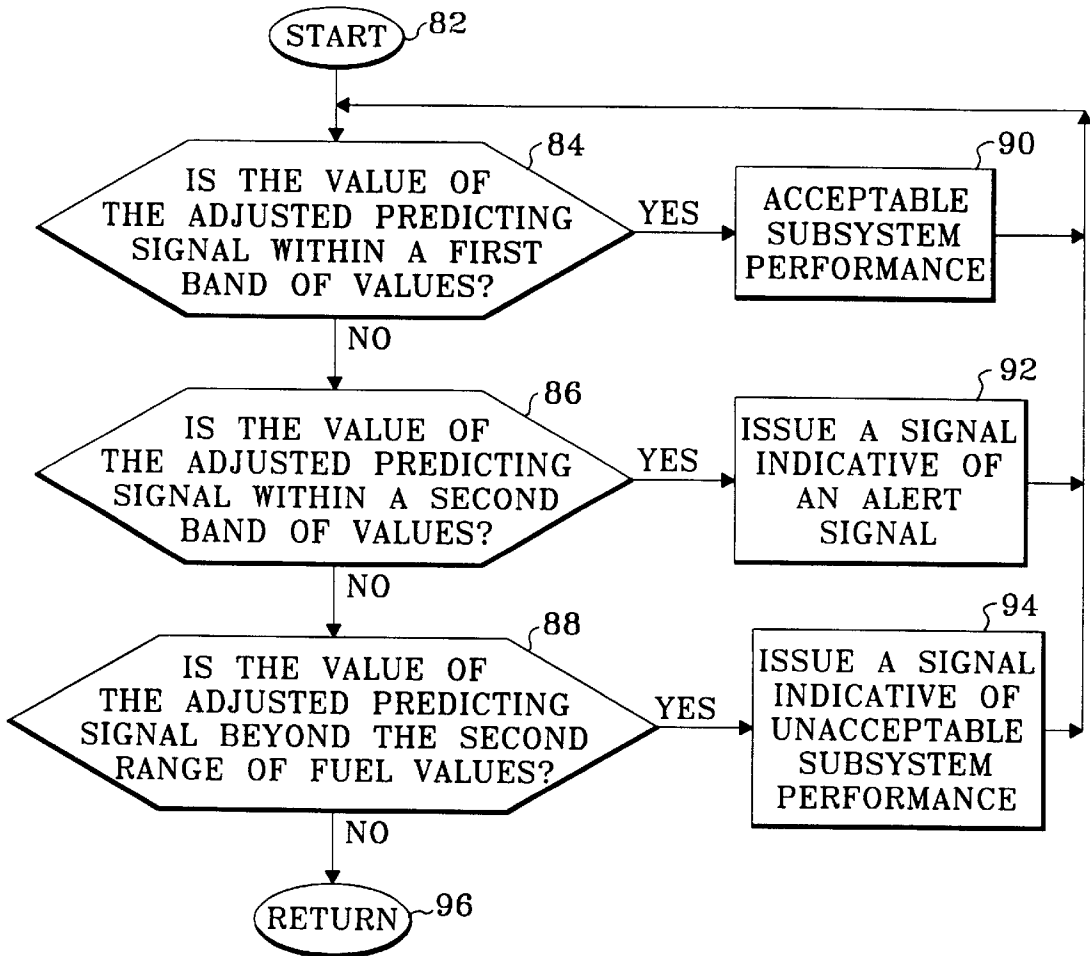 START
82
84
IS THE VALUE OF
THE ADJUSTED PREDICTING
SIGNAL WITHIN A FIRST
BAND OF VALUES?
YES
90
ACCEPTABLE
SUBSYSTEM
PERFORMANCE
NO
86
IS THE VALUE OF
THE ADJUSTED PREDICTING
SIGNAL WITHIN A SECOND
BAND OF VALUES?
YES
92
ISSUE A SIGNAL
INDICATIVE OF
AN ALERT
SIGNAL
NO
88
IS THE VALUE OF
THE ADJUSTED PREDICTING
SIGNAL BEYOND THE SECOND
RANGE OF FUEL VALUES?
YES
94
ISSUE A SIGNAL
INDICATIVE OF
UNACCEPTABLE
SUBSYSTEM
PERFORMANCE
NO
RETURN
96